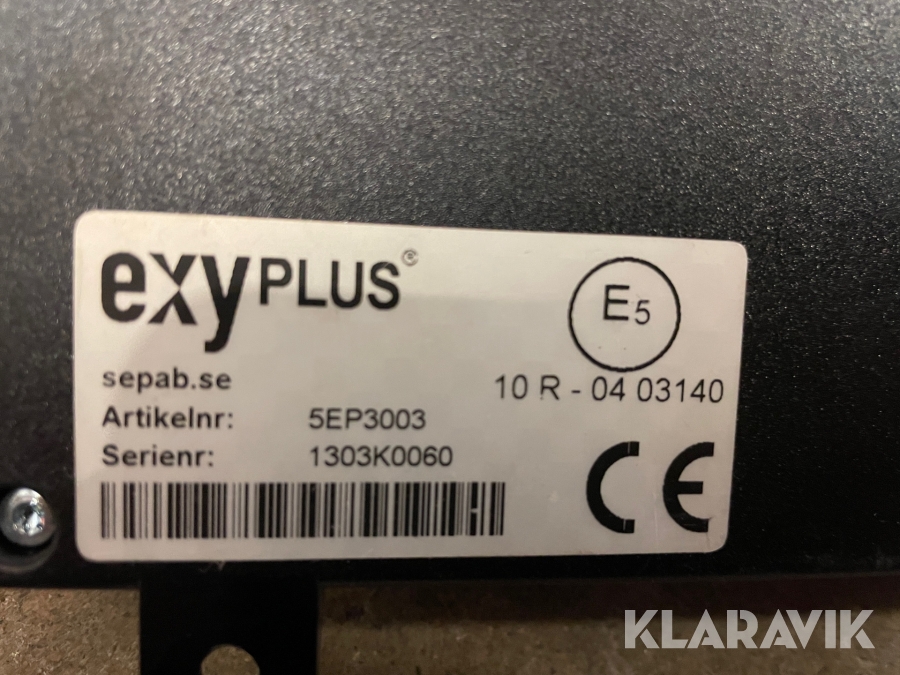 exyPLUS®
E5
sepab.se
10 R - 04 03140
Artikelnr: 5EP3003
Serienr: 1303K0060
CE
KLARAVIK